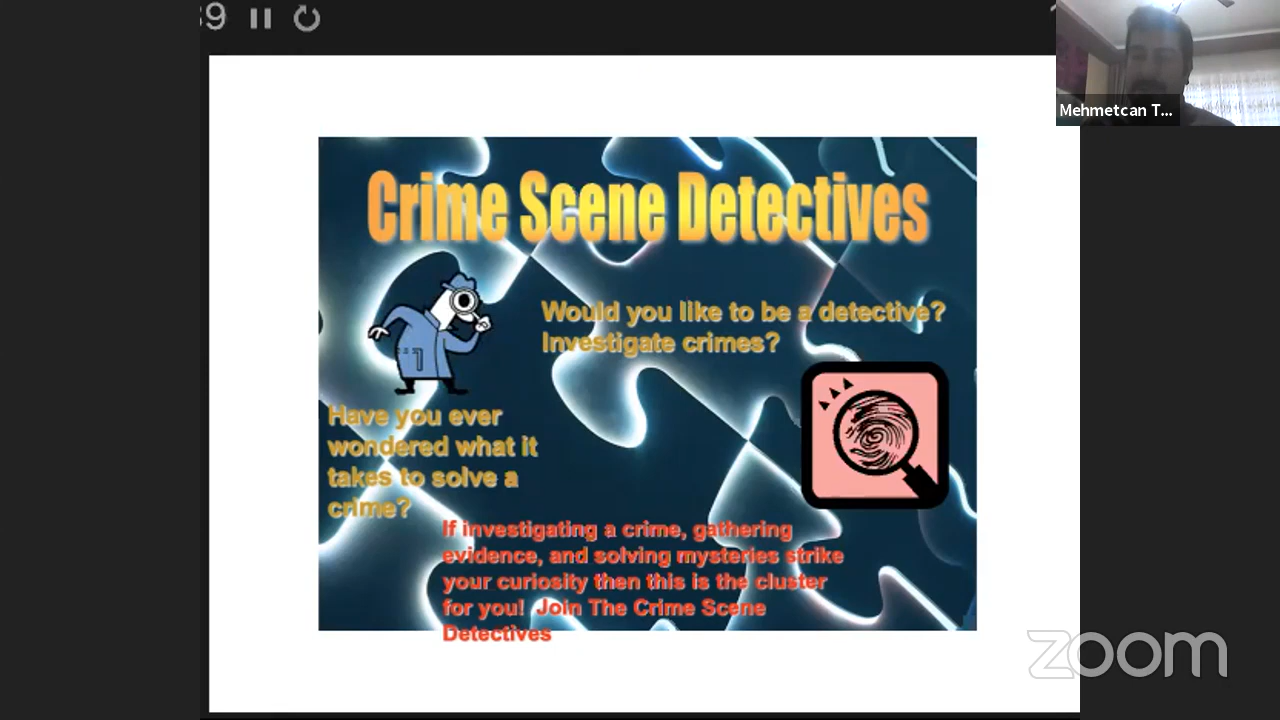 39
Mehmetcan T...
Crime Scene Detectives
Would you like to be a detective?
Investigate crimes?
Have you ever
wondered what it
takes to solve a
crime?
If investigating a crime, gathering
evidence, and solving mysteries strike
your curiosity then this is the cluster
for you! Join The Crime Scene
Detectives
zoom